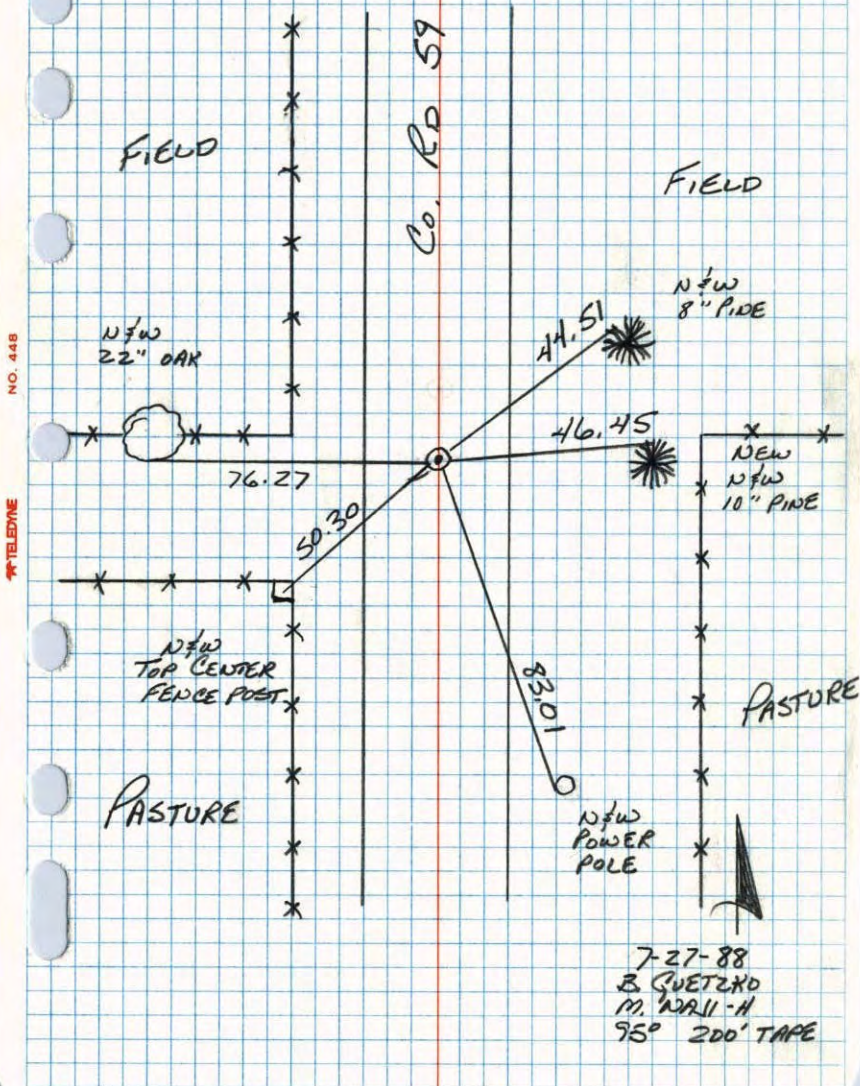 Co. RD 59
FIELD
FIELD
N&W
8" PINE
44.51
N&W
22" OAK
46.45
NEW
N&W
10" PINE
76.27
50.30
N&W
TOP CENTER
FENCE POST
83.01
PASTURE
PASTURE
N&W
POWER
POLE
7-27-88
B. GUETZKO
M. NALL-H
95° 200' TAPE
NO. 448
TELEDYNE